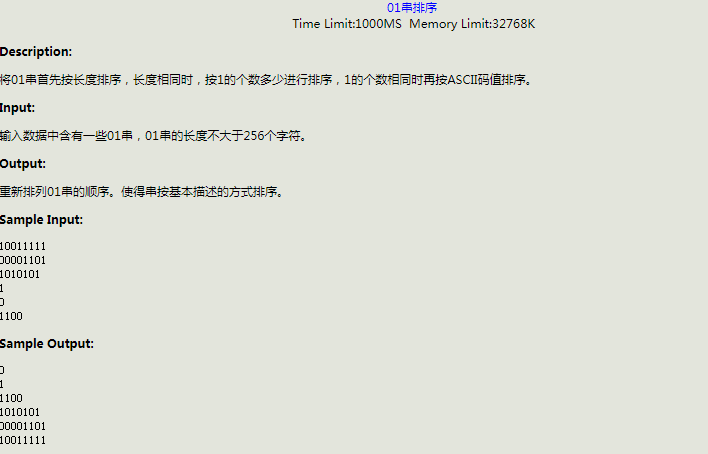 01串排序
Time Limit:1000MS Memory Limit:32768K
Description:
将01串首先按长度排序，长度相同时，按1的个数多少进行排序，1的个数相同时再按ASCII码值排序。
Input:
输入数据中含有一些01串，01串的长度不大于256个字符。
Output:
重新排列01串的顺序。使得串按基本描述的方式排序。
Sample Input:
10011111
00001101
1010101
1
0
1100
Sample Output:
0
1
1100
1010101
00001101
10011111